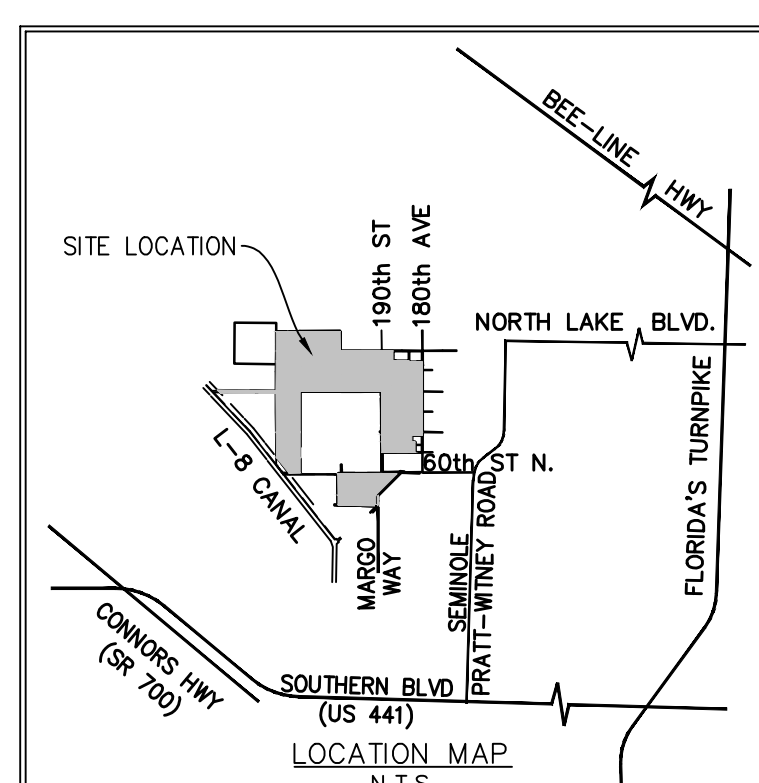 BEE-LINE
HWY
SITE LOCATION
190th ST
180th AVE
NORTH LAKE BLVD.
FLORIDA'S TURNPIKE
L-8 CANAL
60th ST N.
MARGO
WAY
SEMINOLE
PRATT-WITNEY ROAD
CONNORS HWY
(SR 700)
SOUTHERN BLVD
(US 441)
LOCATION MAP
N.T.S.